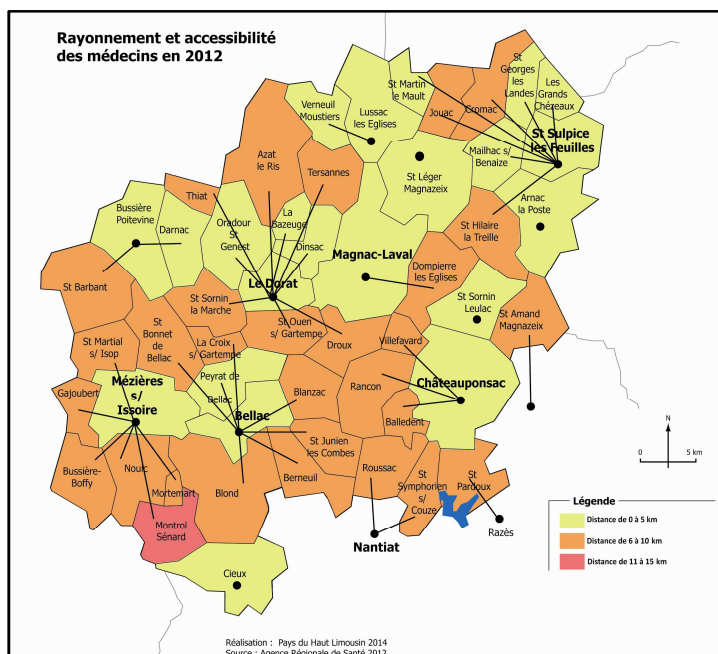 Rayonnement et accessibilité
des médecins en 2012
St
Georges
les
Landes
Les
Grands
Chézeaux
St Martin
le Mault
Jouac
Cromac
Verneuil
Moustiers
Lussac
les Eglises
St Sulpice
les Feuilles
Mailhac s/
Benaize
Azat
le Ris
Tersannes
St Léger
Magnazeix
Arnac
la Poste
Thiat
Bussière
Poitevine
Darnac
Oradour
St
Genest
La
Bazeuge
Dinsac
St Hilaire
la Treille
Magnac-Laval
Dompierre
les Eglises
St Barbant
Le Dorat
St Sornin
la Marche
St Sornin
Leulac
St Amand
Magnazeix
St Ouen
s/ Gartempe
Droux
Villefavard
St
Bonnet
de
Bellac
St Martial
s/ Isop
La Croix
s/Gartempe
Peyrat de
Bellac
Mézières
s/
Issoire
Gajoubert
Bellac
Blanzac
Rancon
Châteauponsac
Balledent
St Junien
les Combes
Berneuil
Bussière-
Boffy
Nouic
Mortemart
Blond
Roussac
St
Symphorien
s/
Couze
St
Pardoux
Montrol
Sénard
Nantiat
Razès
Cieux
N
0 5 km
Légende
Distance de 0 à 5 km
Distance de 6 à 10 km
Distance de 11 à 15 km
Réalisation : Pays du Haut Limousin 2014
Source : Agence Régionale de Santé 2012